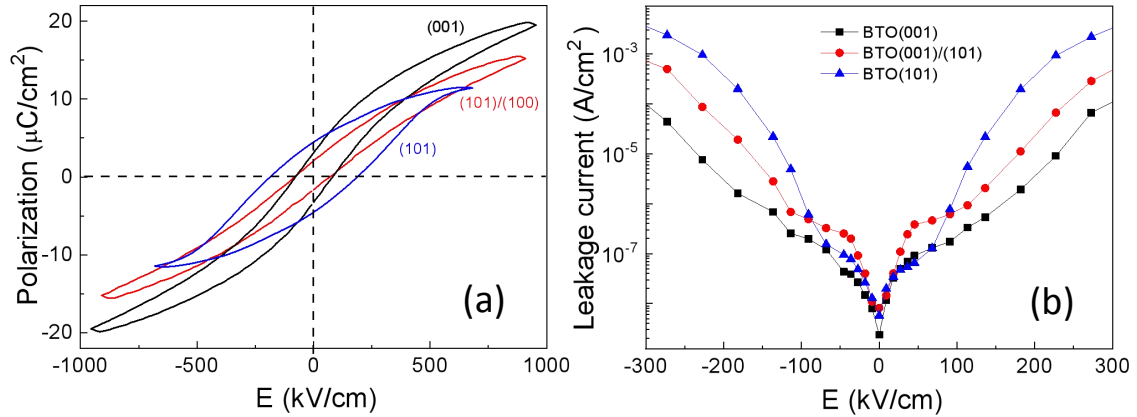 20
10
0
-10
-20
Polarization (μC/cm²)
-1000
-500
0
500
1000
E (kV/cm)
(001)
(101)/(100)
(101)
(a)
10⁻³
10⁻⁵
10⁻⁷
Leakage current (A/cm²)
BTO(001)
BTO(001)/(101)
BTO(101)
-300
-200
-100
0
100
200
300
E (kV/cm)
(b)